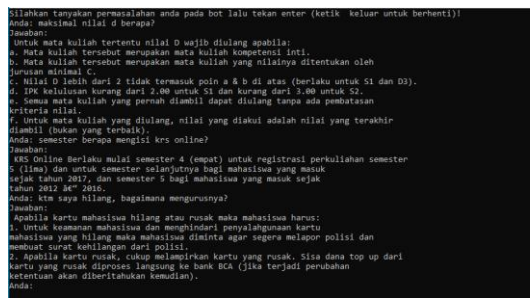 Silahkan tanyakan permasalahan anda pada bot lalu tekan enter (ketik  keluar untuk berhenti)!
Anda: maksimal nilai d berapa?
Jawaban:
 Untuk mata kuliah tertentu nilai D wajib diulang apabila:
a. Mata kuliah tersebut merupakan mata kuliah kompetensi inti.
b. Mata kuliah tersebut merupakan mata kuliah yang nilainya ditentukan oleh
jurusan minimal C.
c. Nilai D lebih dari 2 tidak termasuk poin a & b di atas (berlaku untuk S1 dan D3).
d. IPK kelulusan kurang dari 2.00 untuk S1 dan kurang dari 3.00 untuk S2.
e. Semua mata kuliah yang pernah diambil dapat diulang tanpa ada pembatasan
kriteria nilai.
f. Untuk mata kuliah yang diulang, nilai yang diakui adalah nilai yang terakhir
diambil (bukan yang terbaik).
Anda: semester berapa mengisi krs online?
Jawaban:
 KRS Online Berlaku mulai semester 4 (empat) untuk registrasi perkuliahan semester
5 (lima) dan untuk semester selanjutnya bagi mahasiswa yang masuk
sejak tahun 2017, dan semester 5 bagi mahasiswa yang masuk sejak
tahun 2012 â€“ 2016.
Anda: ktm saya hilang, bagaimana mengurusnya?
Jawaban:
 Apabila kartu mahasiswa hilang atau rusak maka mahasiswa harus:
1. Untuk keamanan mahasiswa dan menghindari penyalahgunaan kartu
mahasiswa yang hilang maka mahasiswa diminta agar segera melapor polisi dan
membuat surat kehilangan dari polisi.
2. Apabila kartu rusak, cukup melampirkan kartu yang rusak. Sisa dana top up dari
kartu yang rusak diproses langsung ke bank BCA (jika terjadi perubahan
ketentuan akan diberitahukan kemudian).
Anda: